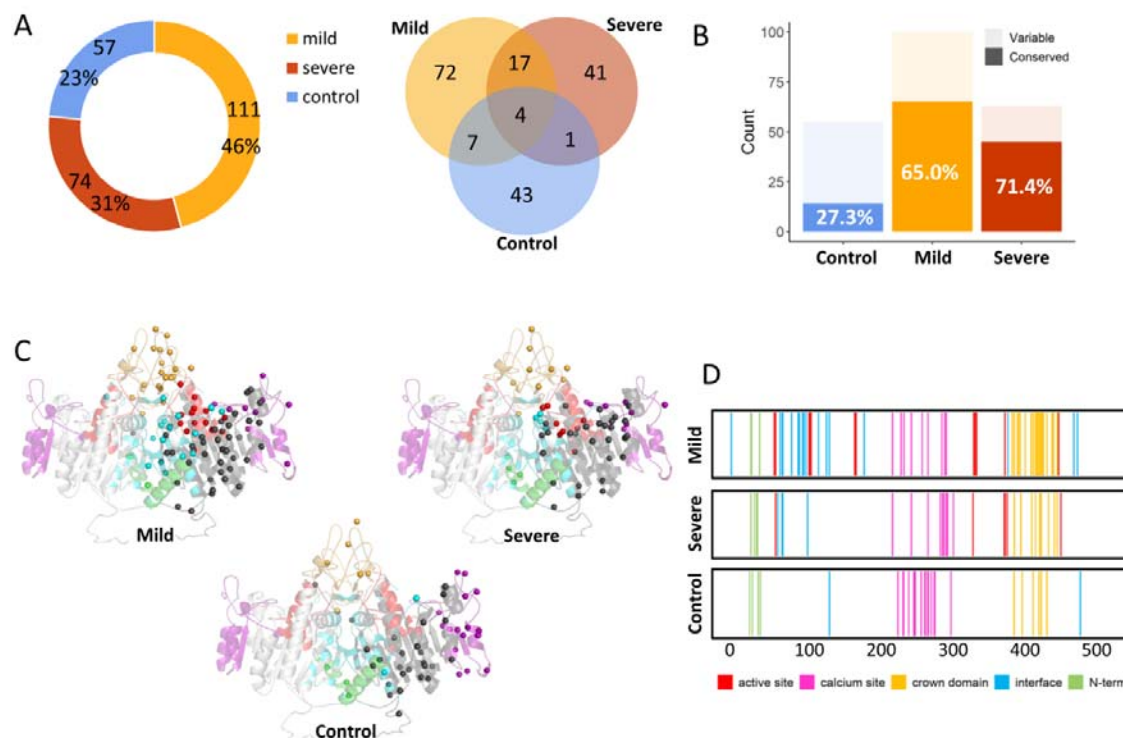 A
57
23%
111
46%
74
31%
mild
severe
control
Mild
Severe
72
17
41
4
7
1
43
Control
B
Count
100
75
50
25
0
Variable
Conserved
27.3%
65.0%
71.4%
Control
Mild
Severe
C
Mild
Severe
Control
D
Mild
Severe
Control
0
100
200
300
400
500
active site
calcium site
crown domain
interface
N-term